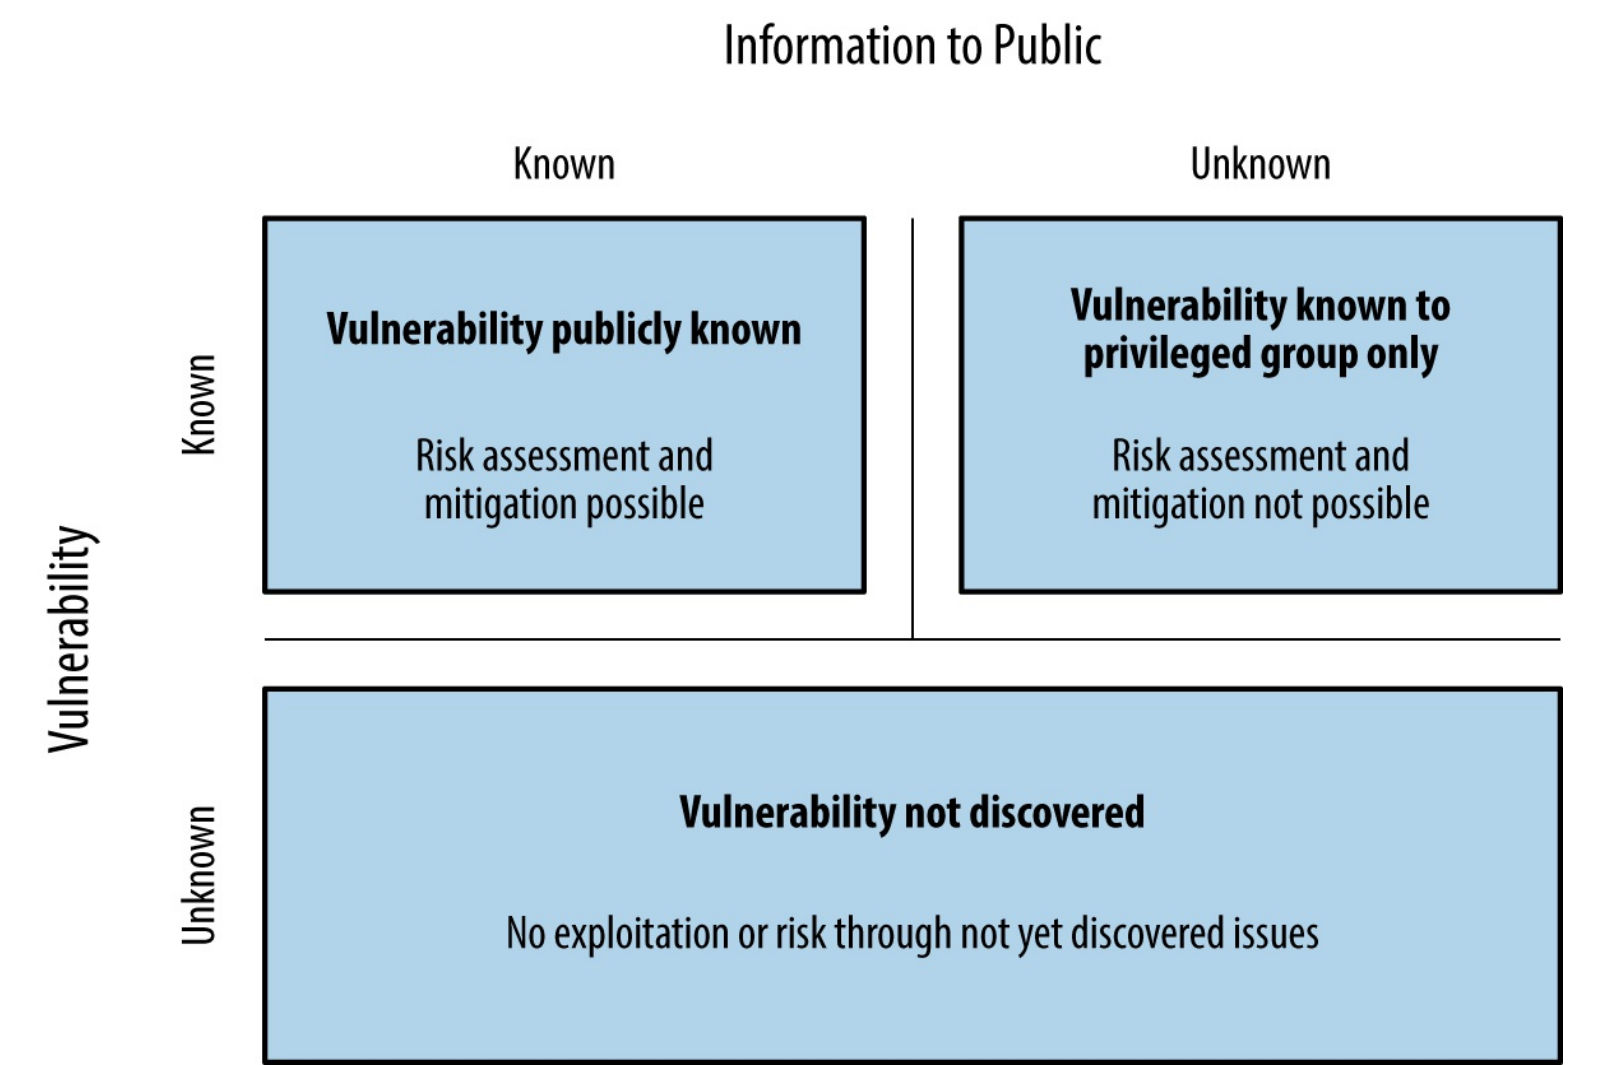 Information to Public
Known
Unknown
Vulnerability
Known
Vulnerability publicly known
Risk assessment and
mitigation possible
Vulnerability known to
privileged group only
Risk assessment and
mitigation not possible
Unknown
Vulnerability not discovered
No exploitation or risk through not yet discovered issues